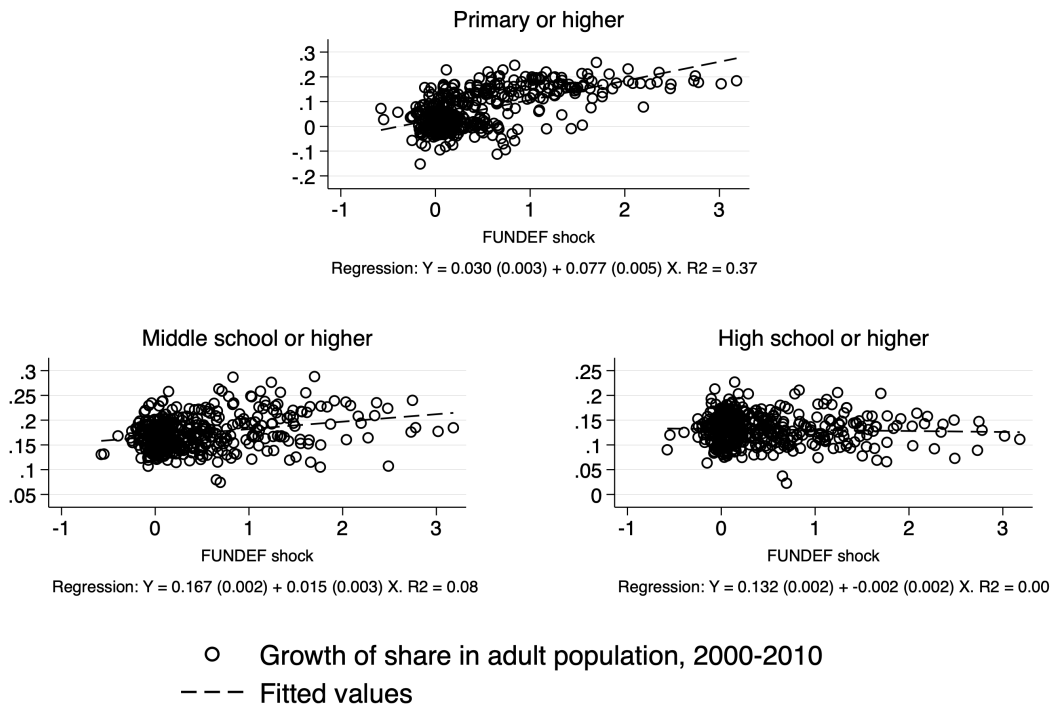 Primary or higher
.3
.2
.1
0
-.1
-.2
-1 0 1 2 3
FUNDEF shock
Regression: Y = 0.030 (0.003) + 0.077 (0.005) X. R2 = 0.37
Middle school or higher
.3
.25
.2
.15
.1
.05
-1 0 1 2 3
FUNDEF shock
Regression: Y = 0.167 (0.002) + 0.015 (0.003) X. R2 = 0.08
High school or higher
.25
.2
.15
.1
.05
0
-1 0 1 2 3
FUNDEF shock
Regression: Y = 0.132 (0.002) + -0.002 (0.002) X. R2 = 0.00
Growth of share in adult population, 2000-2010
Fitted values